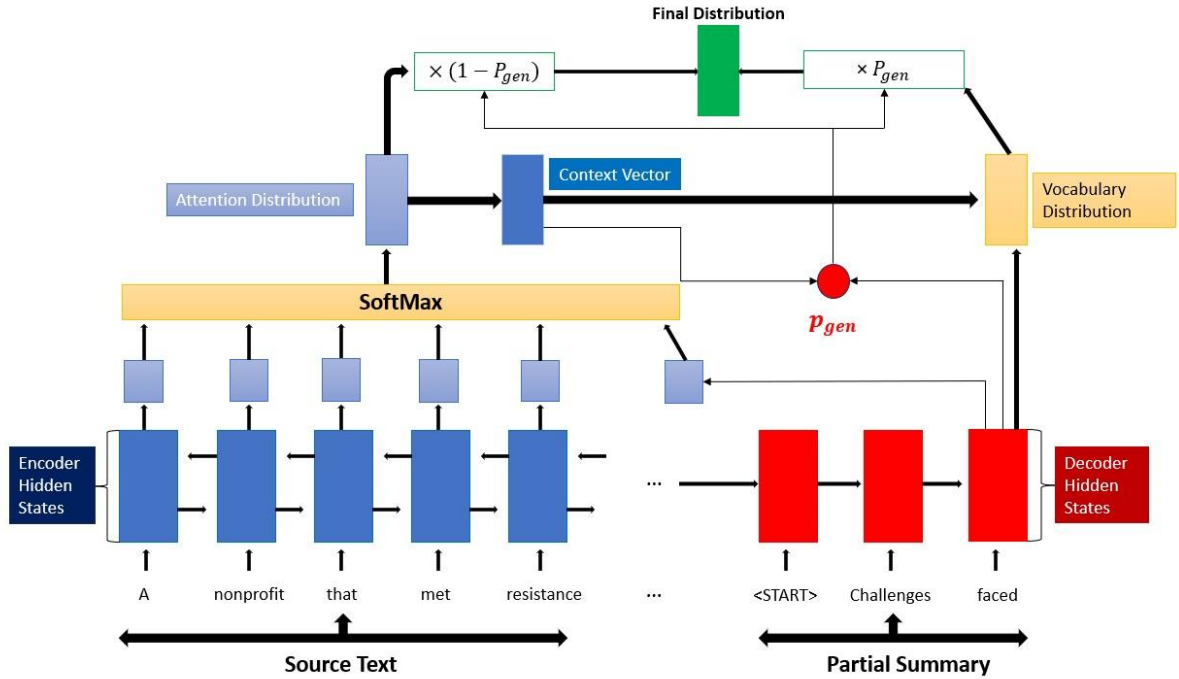 Final Distribution
× (1 − P_gen)
× P_gen
Attention Distribution
Context Vector
Vocabulary
Distribution
SoftMax
p_gen
Encoder
Hidden
States
...
Decoder
Hidden
States
A nonprofit that met resistance ... <START> Challenges faced
Source Text
Partial Summary